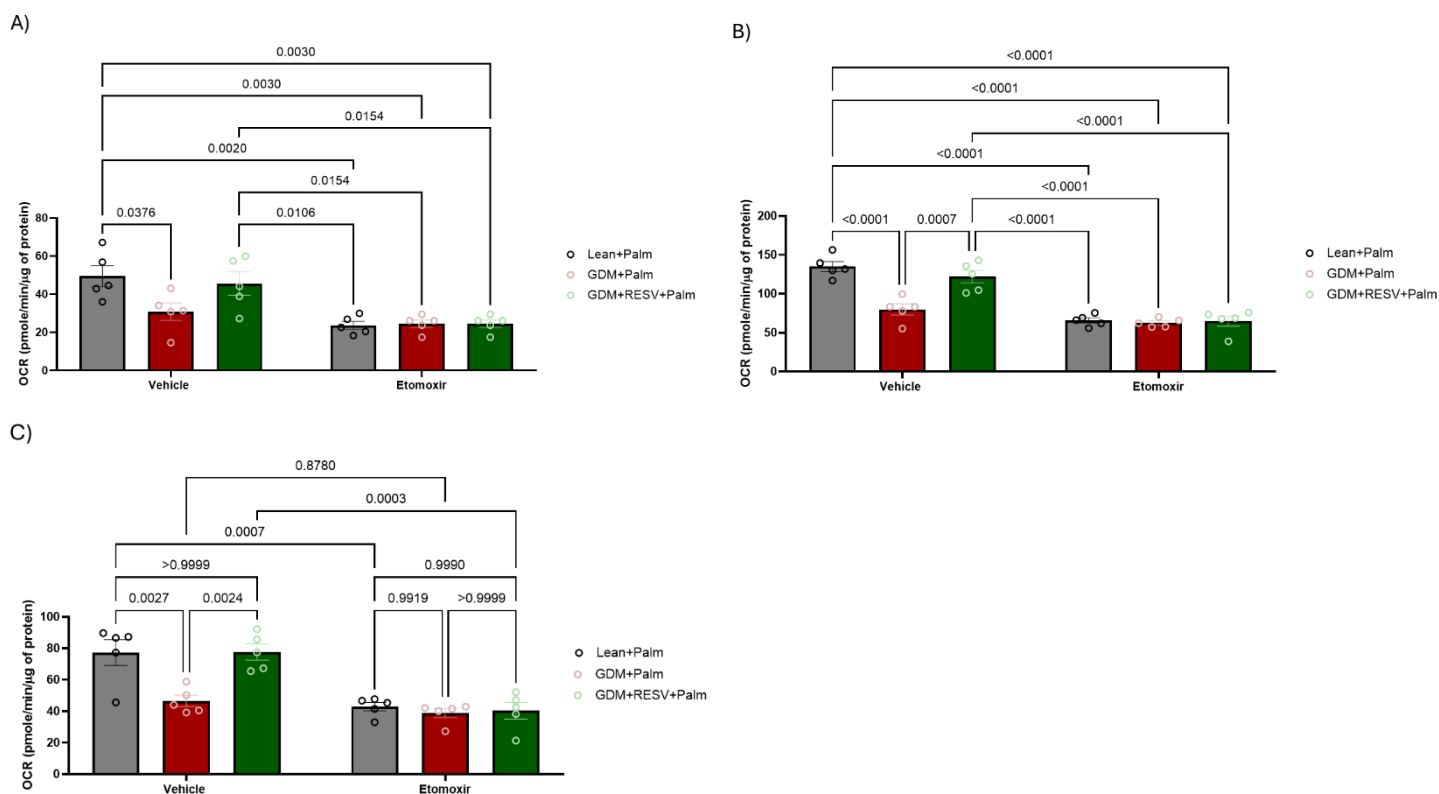 A)
0.0030
0.0030
0.0154
0.0020
0.0154
0.0376
0.0106
80
60
40
20
0
OCR (pmole/min/µg of protein)
Vehicle
Etomoxir
Lean+Palm
GDM+Palm
GDM+RESV+Palm
B)
<0.0001
<0.0001
<0.0001
<0.0001
<0.0001
<0.0001
0.0007
<0.0001
200
150
100
50
0
OCR (pmole/min/µg of protein)
Vehicle
Etomoxir
Lean+Palm
GDM+Palm
GDM+RESV+Palm
C)
0.8780
0.0003
0.0007
>0.9999
0.9990
0.0027
0.0024
0.9919
>0.9999
100
80
60
40
20
0
OCR (pmole/min/µg of protein)
Vehicle
Etomoxir
Lean+Palm
GDM+Palm
GDM+RESV+Palm